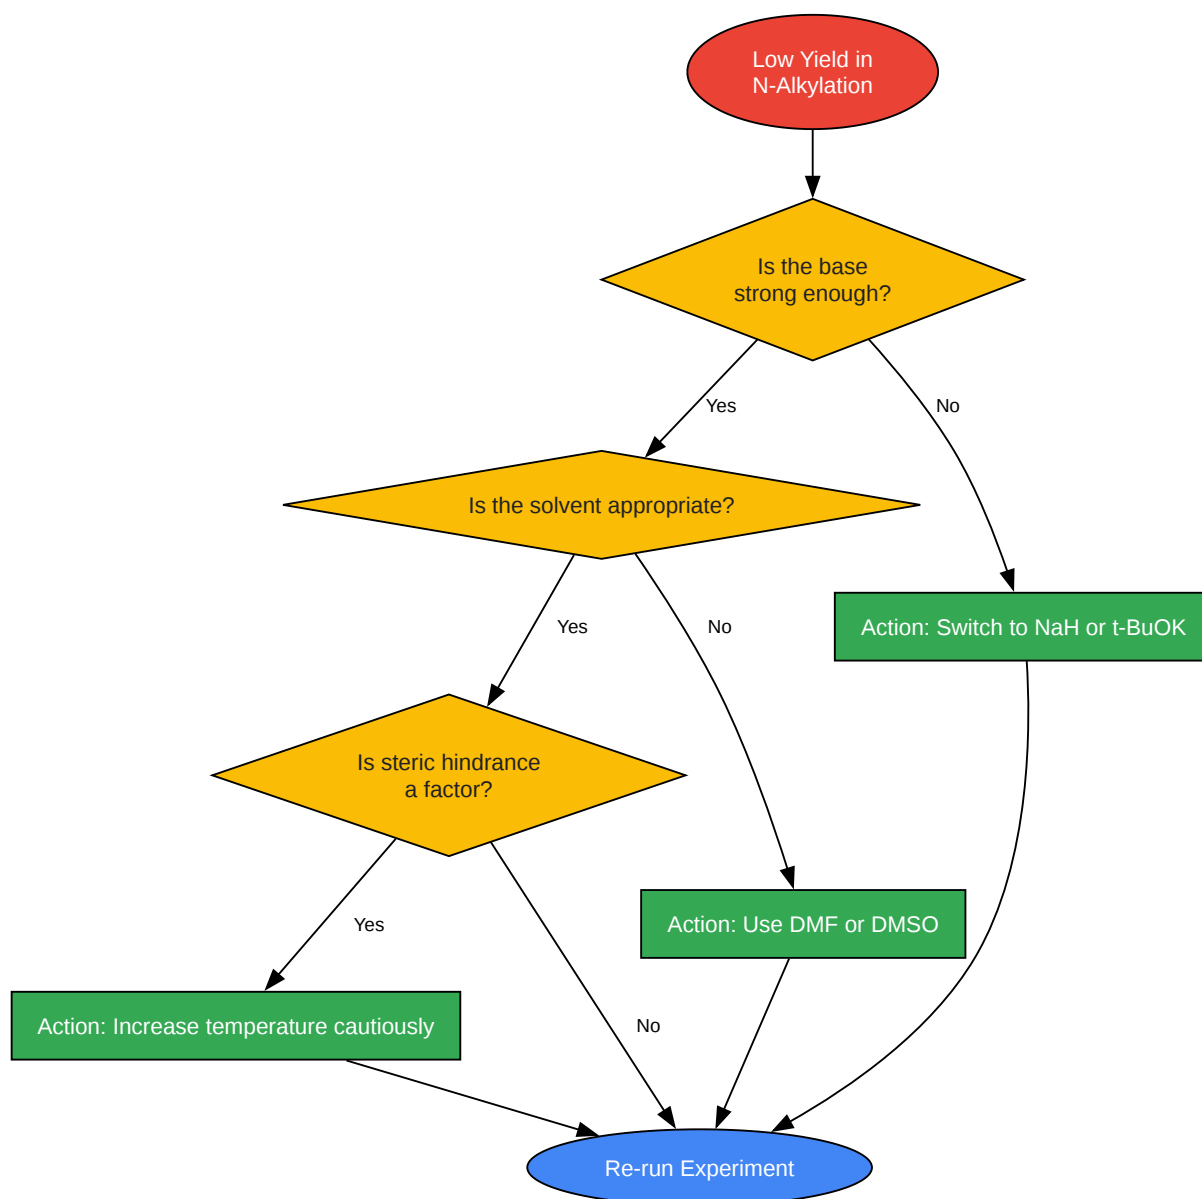 Low Yield in
N-Alkylation
Is the base
strong enough?
Yes
No
Is the solvent appropriate?
Action: Switch to NaH or t-BuOK
Yes
No
Is steric hindrance
a factor?
Action: Use DMF or DMSO
Yes
Action: Increase temperature cautiously
No
Re-run Experiment